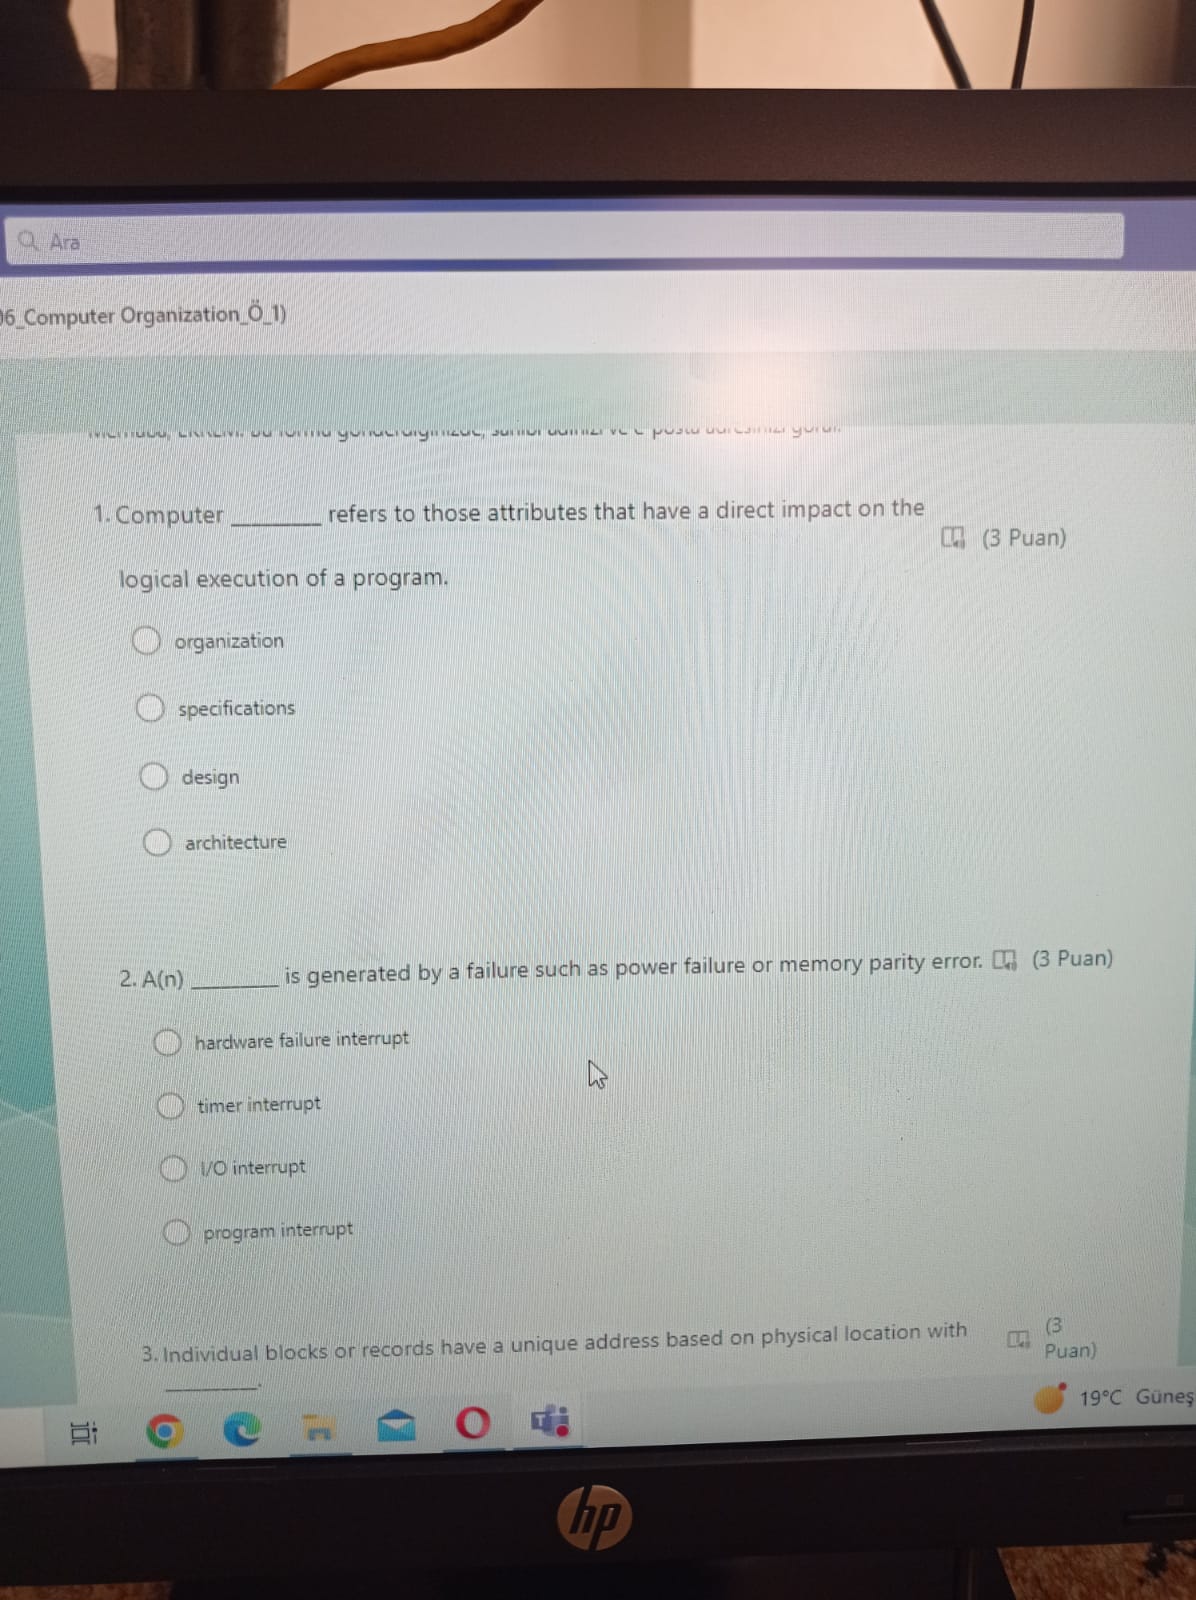 Ara
06_Computer Organization_Ö_1)
1. Computer ________ refers to those attributes that have a direct impact on the
(3 Puan)
logical execution of a program.
organization
specifications
design
architecture
2. A(n) ________ is generated by a failure such as power failure or memory parity error. (3 Puan)
hardware failure interrupt
timer interrupt
I/O interrupt
program interrupt
3. Individual blocks or records have a unique address based on physical location with
(3
Puan)
________.
19°C Güneş
hp